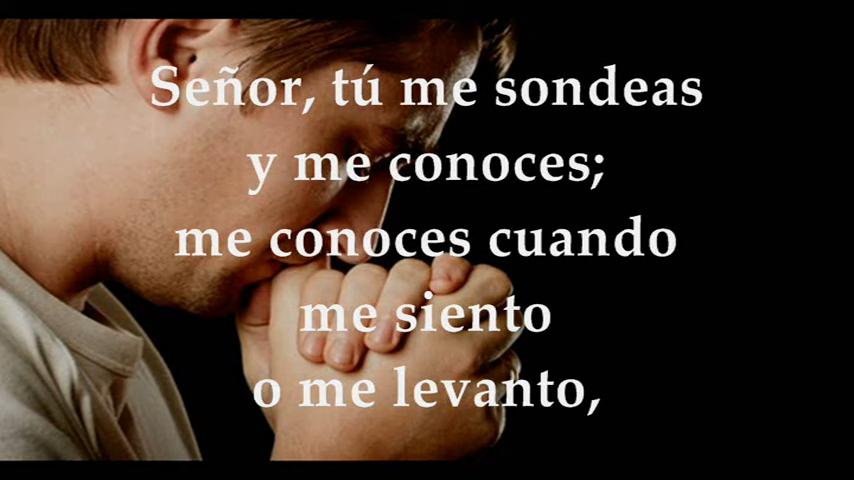 Señor, tú me sondeas
y me conoces;
me conoces cuando
me siento
o me levanto,